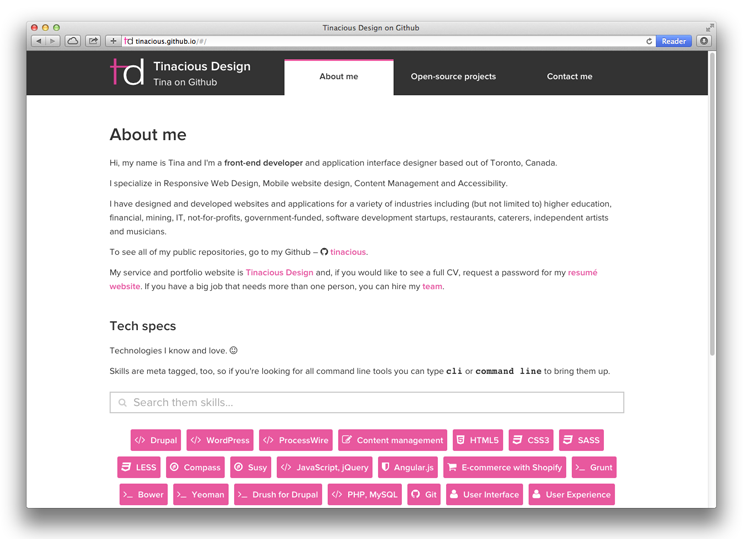 Tinacious Design on Github
tinacious.github.io/#/
Reader
td
Tinacious Design
Tina on Github
About me
Open-source projects
Contact me
About me
Hi, my name is Tina and I'm a front-end developer and application interface designer based out of Toronto, Canada.
I specialize in Responsive Web Design, Mobile website design, Content Management and Accessibility.
I have designed and developed websites and applications for a variety of industries including (but not limited to) higher education,
financial, mining, IT, not-for-profits, government-funded, software development startups, restaurants, caterers, independent artists
and musicians.
To see all of my public repositories, go to my Github – tinacious.
My service and portfolio website is Tinacious Design and, if you would like to see a full CV, request a password for my resumé
website. If you have a big job that needs more than one person, you can hire my team.
Tech specs
Technologies I know and love.
Skills are meta tagged, too, so if you're looking for all command line tools you can type cli or command line to bring them up.
Search them skills...
</> Drupal </> WordPress </> ProcessWire Content management HTML5 CSS3 SASS
LESS Compass Susy </> JavaScript, jQuery Angular.js E-commerce with Shopify >_ Grunt
>_ Bower >_ Yeoman >_ Drush for Drupal </> PHP, MySQL Git User Interface User Experience